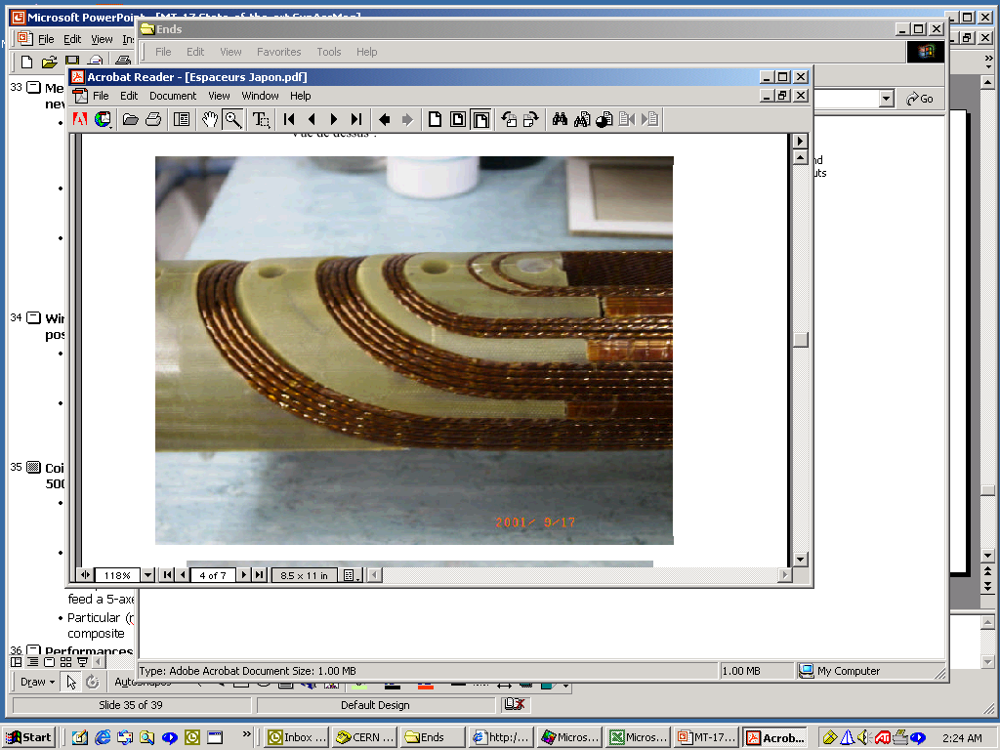 Microsoft PowerPoint - [MT-17 State-of-the-art SupAccMag]
File Edit View Ins
Ends
File Edit View Favorites Tools Help
Go
Acrobat Reader - [Espaceurs Japon.pdf]
File Edit Document View Window Help
Vue de dessus :
2001/ 9/17
118%
4 of 7
8.5 x 11 in
33
Me
nev
34
Wir
pos
35
Coi
500
feed a 5-axe
• Particular (r
composite
36
Performances
nd
uts
Type: Adobe Acrobat Document Size: 1.00 MB
1.00 MB
My Computer
Draw
AutoShapes
Slide 35 of 39
Default Design
Start
Inbox ...
CERN ...
Ends
http:/...
Micros...
Micros...
MT-17...
Acrob...
2:24 AM